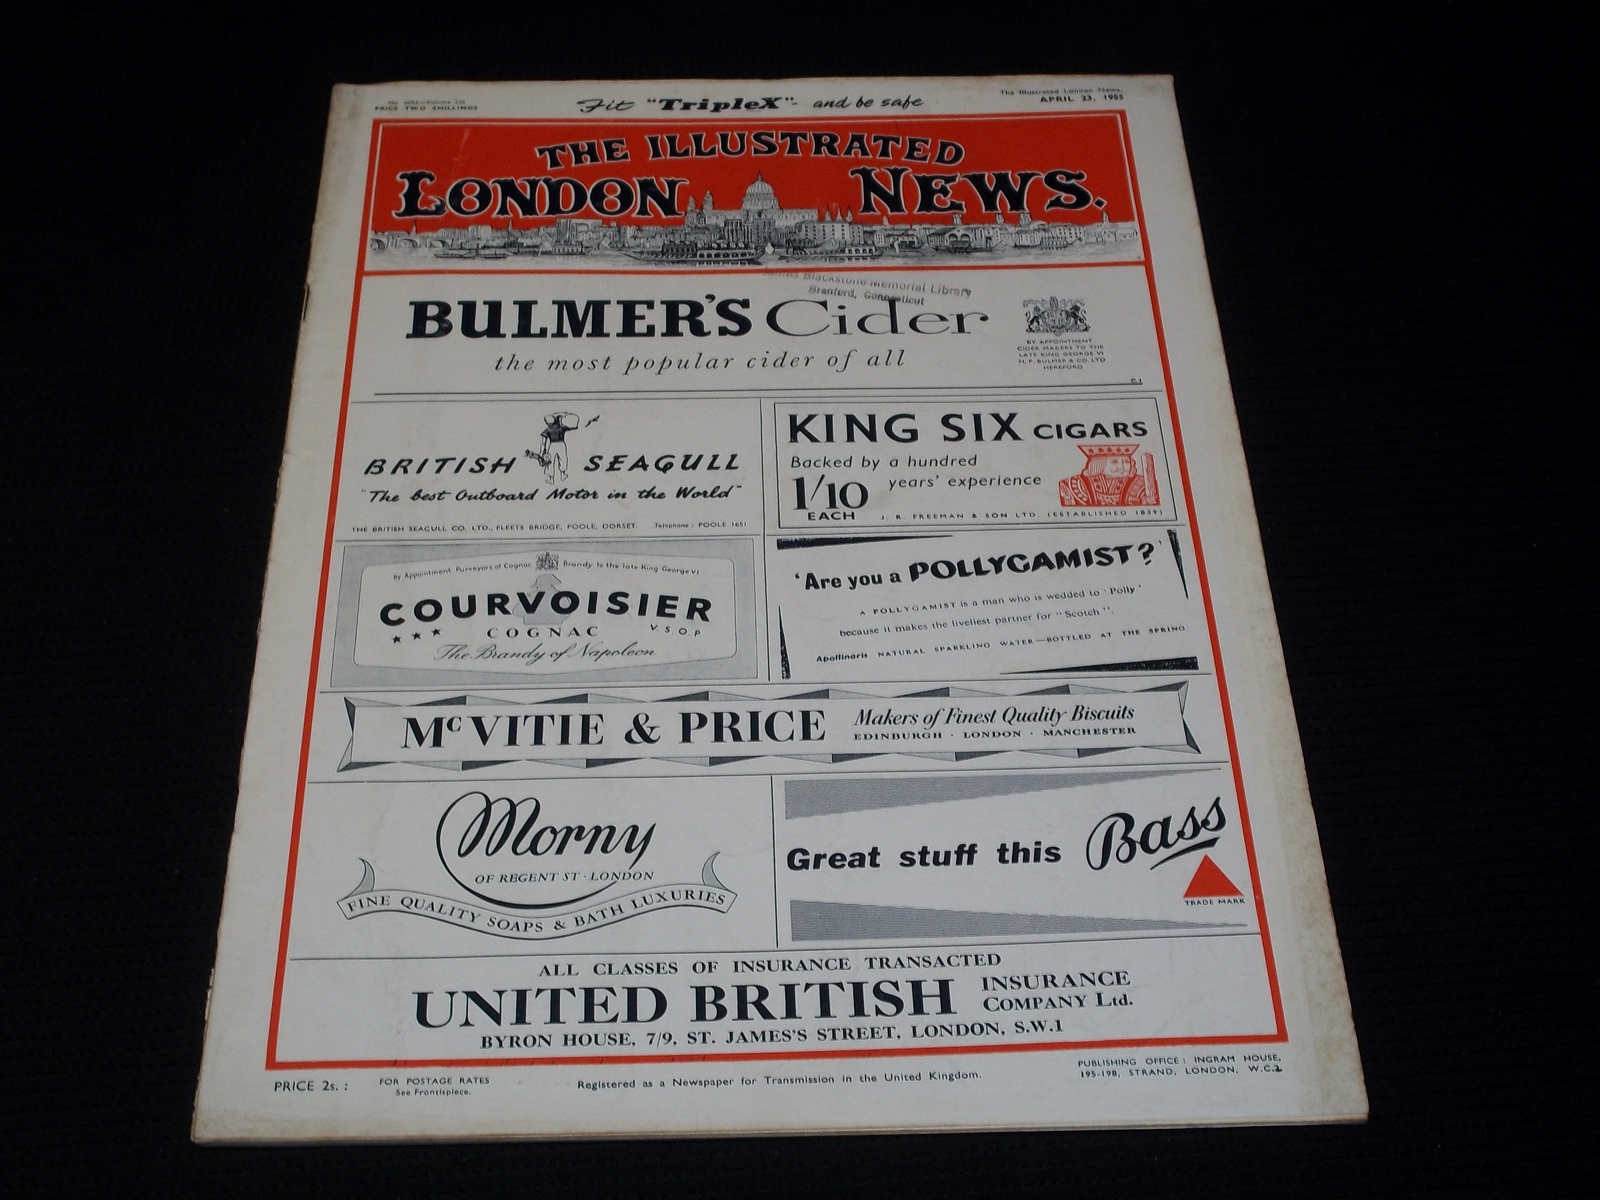 PRICE TWO SHILLINGS
Fit "TripleX" - and be safe
The Illustrated London News,
APRIL 23, 1955
THE ILLUSTRATED
LONDON NEWS.
Blackstone Memorial Library
Branford, Connecticut
BULMER'S Cider
the most popular cider of all
BY APPOINTMENT
CIDER MAKERS TO THE
LATE KING GEORGE VI
H. P. BULMER & CO. LTD
HEREFORD
C.1
BRITISH SEAGULL
"The best Outboard Motor in the World"
THE BRITISH SEAGULL CO. LTD., FLEETS BRIDGE, POOLE, DORSET. Telephone: POOLE 1651
KING SIX CIGARS
Backed by a hundred
years' experience
1/10
EACH
J. R. FREEMAN & SON LTD. (ESTABLISHED 1839)
By Appointment Purveyors of Cognac Brandy to the late King George VI
COURVOISIER
★ ★ ★ COGNAC V.S.O.P
The Brandy of Napoleon
'Are you a POLLYGAMIST?'
A POLLYGAMIST is a man who is wedded to 'Polly'
because it makes the liveliest partner for "Scotch".
Apollinaris NATURAL SPARKLING WATER—BOTTLED AT THE SPRING
McVITIE & PRICE
Makers of Finest Quality Biscuits
EDINBURGH · LONDON · MANCHESTER
Morny
OF REGENT ST · LONDON
FINE QUALITY SOAPS & BATH LUXURIES
Great stuff this Bass
TRADE MARK
ALL CLASSES OF INSURANCE TRANSACTED
UNITED BRITISH INSURANCE
COMPANY Ltd.
BYRON HOUSE, 7/9, ST. JAMES'S STREET, LONDON, S.W.1
PRICE 2s. :
FOR POSTAGE RATES
See Frontispiece.
Registered as a Newspaper for Transmission in the United Kingdom.
PUBLISHING OFFICE: INGRAM HOUSE,
195-198, STRAND, LONDON, W.C.2